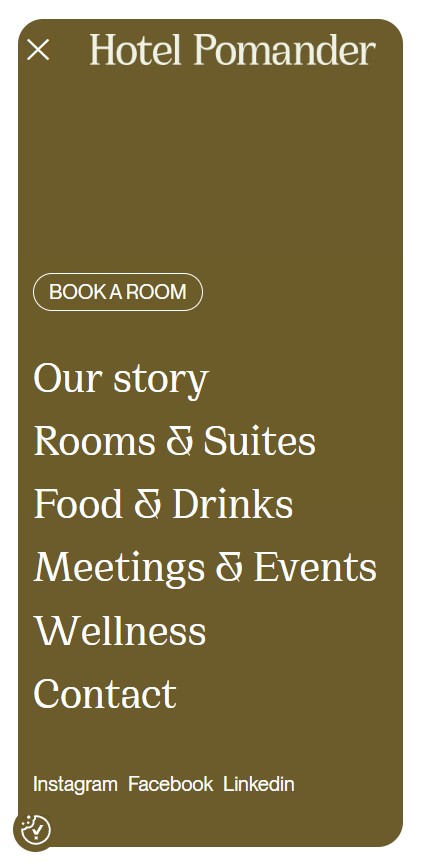 Hotel Pomander
BOOK A ROOM
Our story
Rooms & Suites
Food & Drinks
Meetings & Events
Wellness
Contact
Instagram Facebook Linkedin